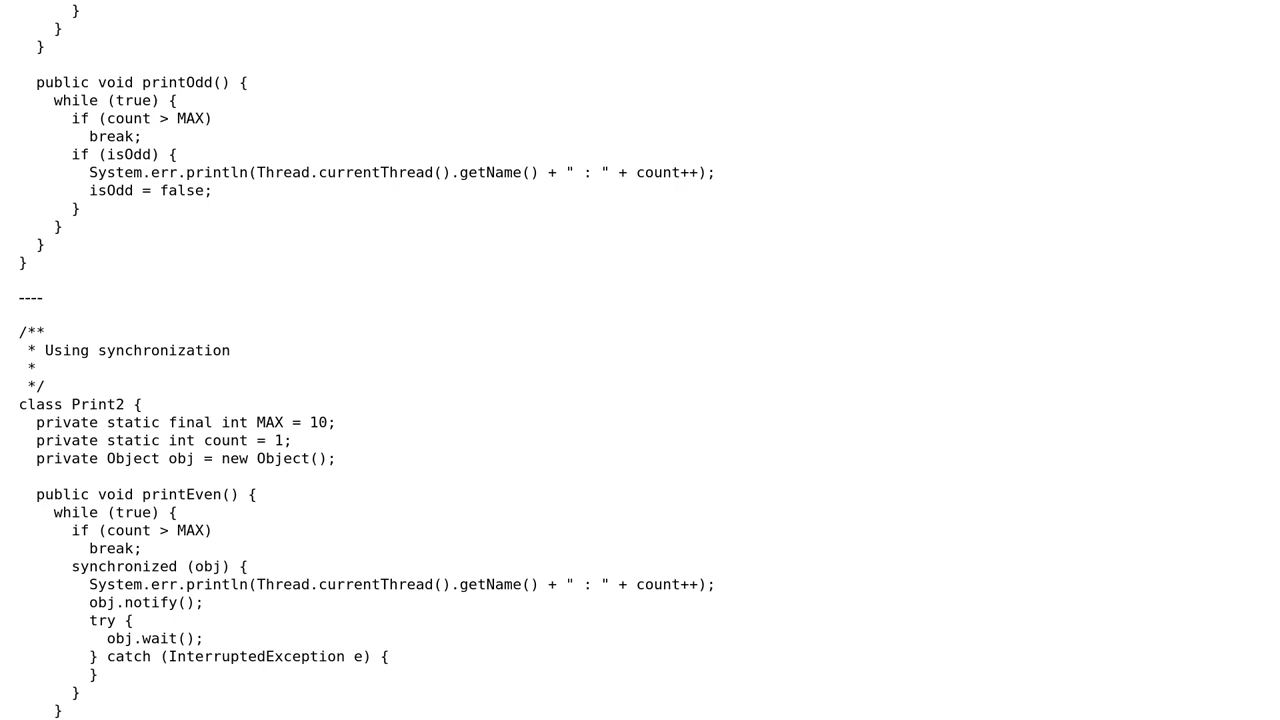 }
    }
  }

  public void printOdd() {
    while (true) {
      if (count > MAX)
        break;
      if (isOdd) {
        System.err.println(Thread.currentThread().getName() + " : " + count++);
        isOdd = false;
      }
    }
  }
}

----

/**
 * Using synchronization
 *
 */
class Print2 {
  private static final int MAX = 10;
  private static int count = 1;
  private Object obj = new Object();

  public void printEven() {
    while (true) {
      if (count > MAX)
        break;
      synchronized (obj) {
        System.err.println(Thread.currentThread().getName() + " : " + count++);
        obj.notify();
        try {
          obj.wait();
        } catch (InterruptedException e) {
        }
      }
    }